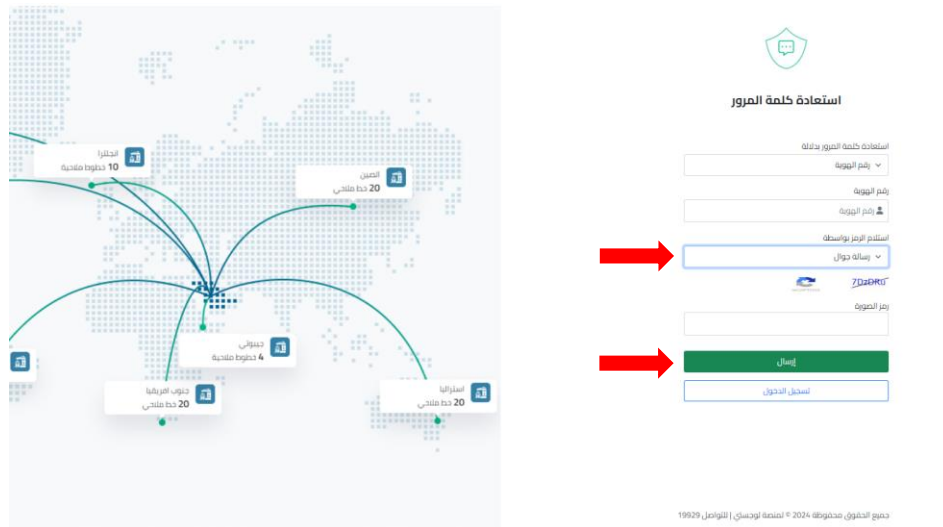 استعادة كلمة المرور
استعادة كلمة المرور بدلالة
رقم الهوية
رقم الهوية
رقم الهوية
استلام الرمز بواسطة
رسالة جوال
7DzDRU
رمز الصورة
إرسال
تسجيل الدخول
جميع الحقوق محفوظة 2024 © لمنصة لوجستي | للتواصل 19929
انجلترا
10 خطوط ملاحية
الصين
20 خط ملاحي
جيبوتي
4 خطوط ملاحية
جنوب افريقيا
20 خط ملاحي
استراليا
20 خط ملاحي